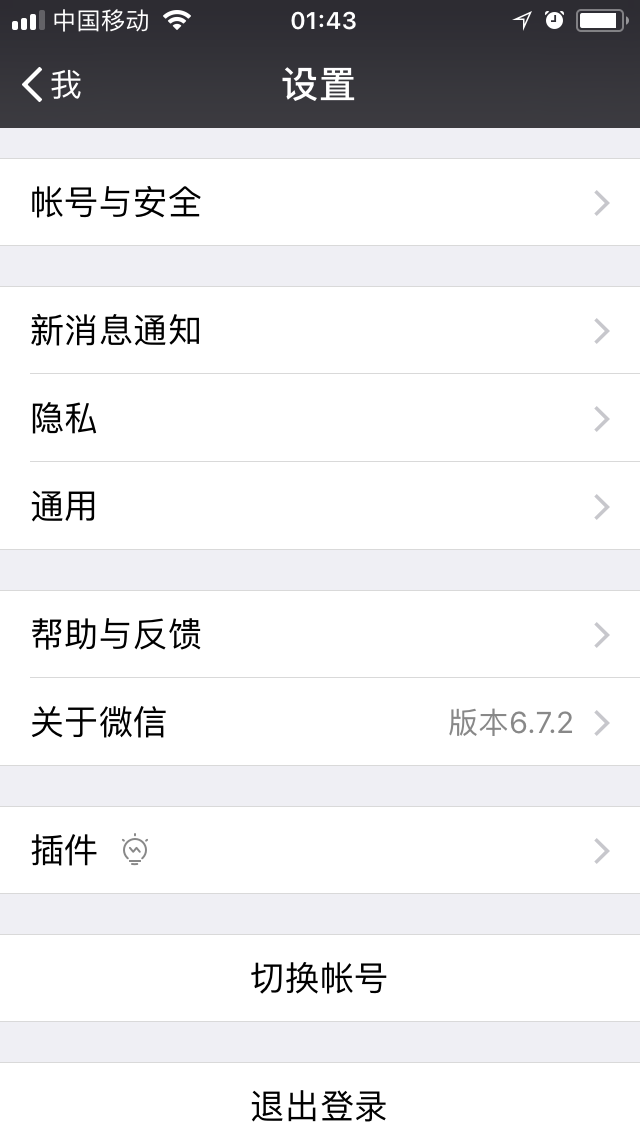 中国移动 01:43
我 设置
帐号与安全
新消息通知
隐私
通用
帮助与反馈
关于微信 版本6.7.2
插件
切换帐号
退出登录